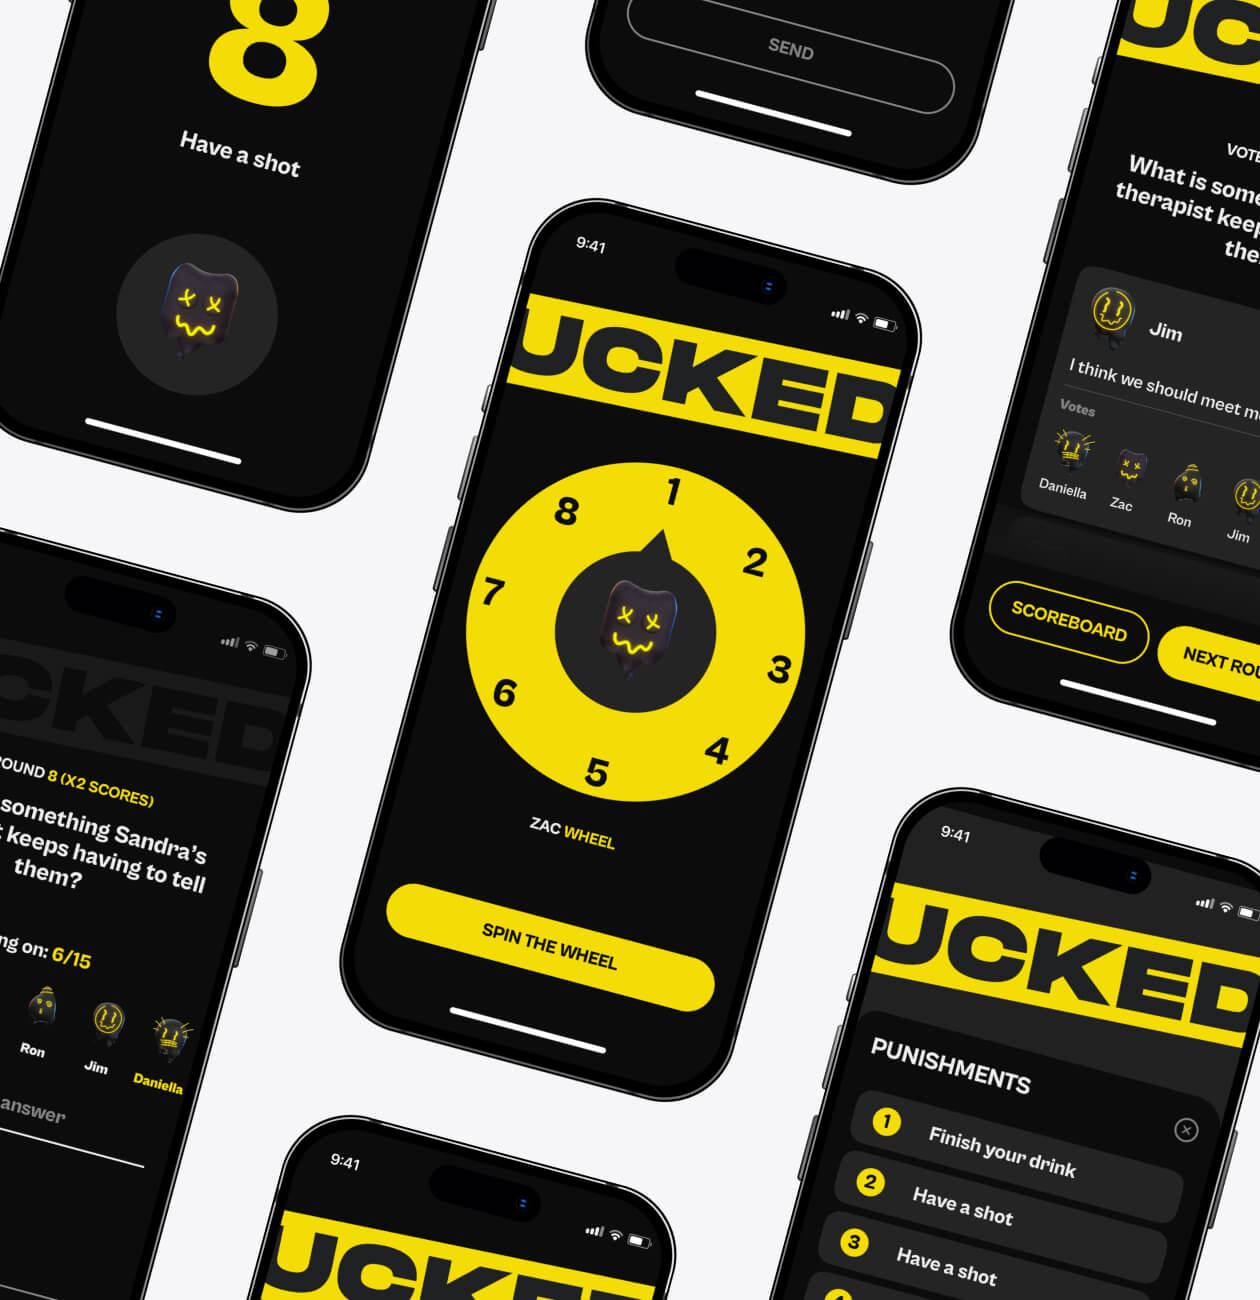 8
Have a shot
SEND
UC
VOTE
What is some
therapist keep
the
Jim
I think we should meet m
Votes
Daniella
Zac
Ron
Jim
SCOREBOARD
NEXT ROU
9:41
UCKED
1
2
3
4
5
6
7
8
ZAC WHEEL
SPIN THE WHEEL
CKED
OUND 8 (X2 SCORES)
something Sandra's
t keeps having to tell
them?
ng on: 6/15
Ron
Jim
Daniella
answer
9:41
UCKED
PUNISHMENTS
1
Finish your drink
2
Have a shot
3
Have a shot
4
9:41
UCKED